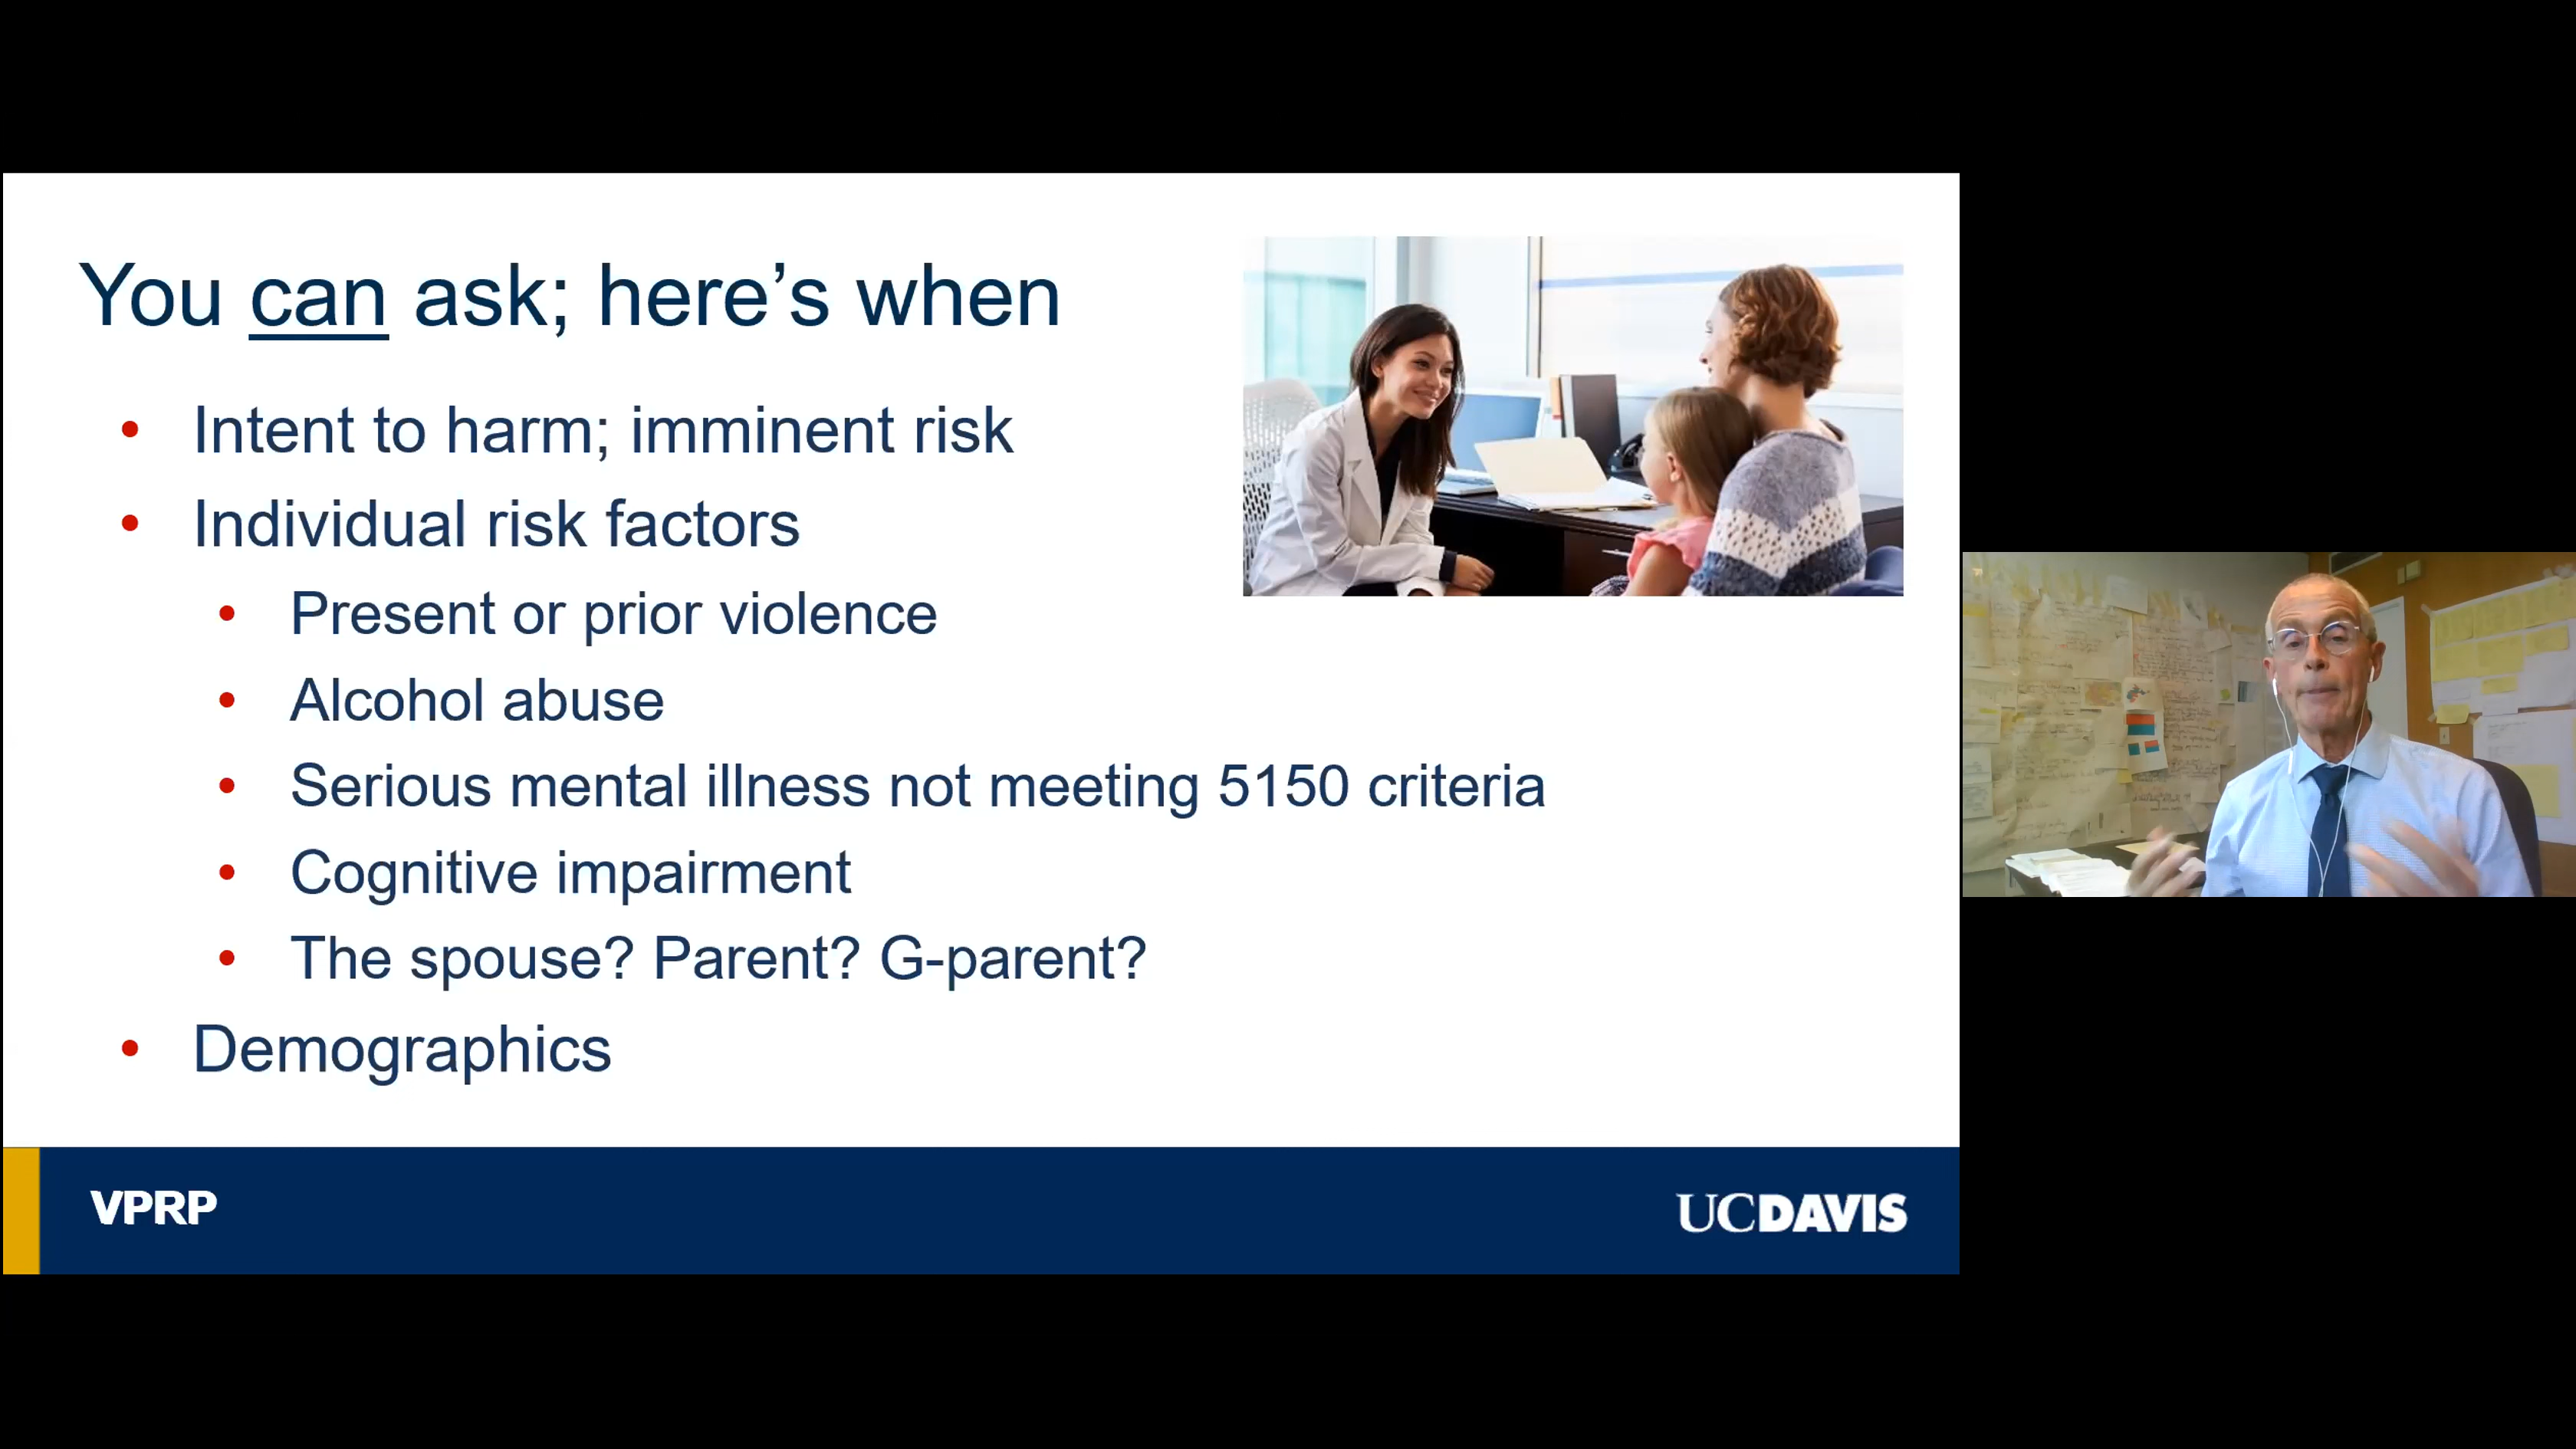 You can ask; here’s when
• Intent to harm; imminent risk
• Individual risk factors
• Present or prior violence
• Alcohol abuse
• Serious mental illness not meeting 5150 criteria
• Cognitive impairment
• The spouse? Parent? G-parent?
• Demographics
VPRP
UCDAVIS